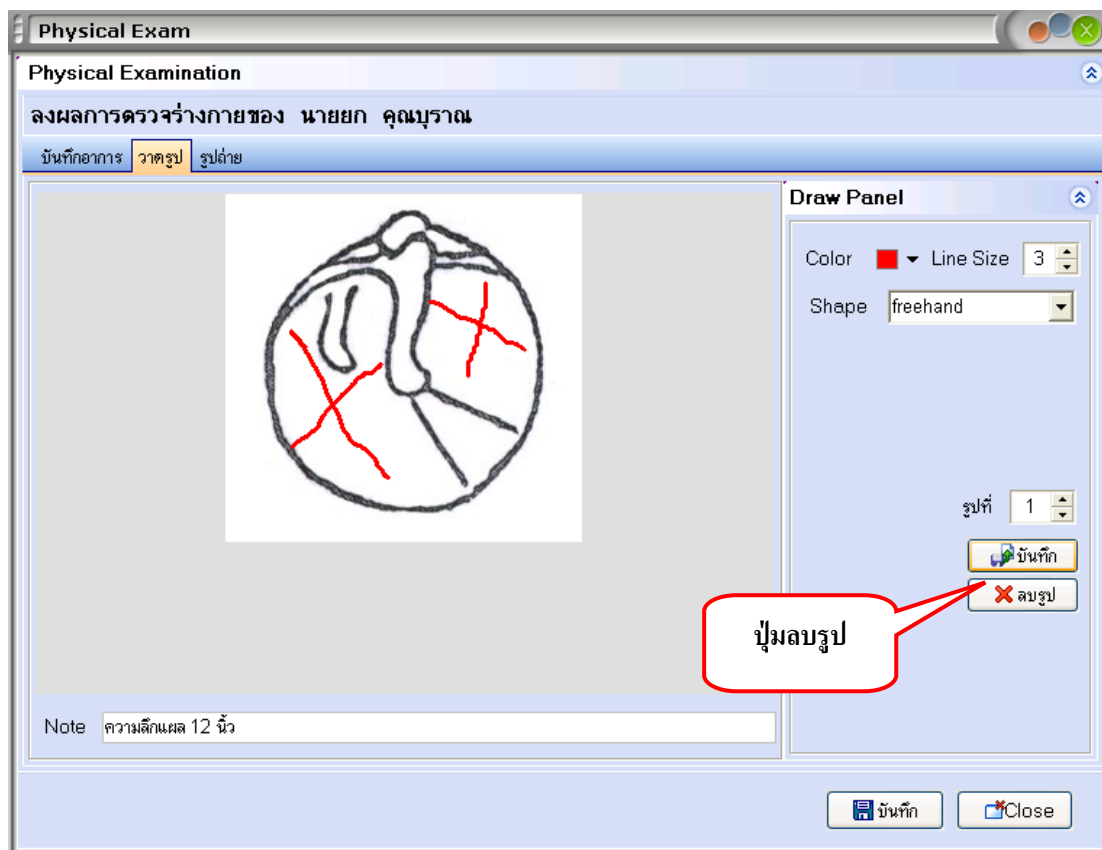 Physical Exam
Physical Examination
ลงผลการตรวจร่างกายของ นายยก คุณบุราณ
บันทึกอาการ วาดรูป รูปถ่าย
Draw Panel
Color Line Size 3
Shape freehand
รูปที่ 1
บันทึก
ลบรูป
ปุ่มลบรูป
Note ความลึกแผล 12 นิ้ว
บันทึก Close